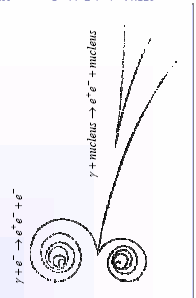 γ + e⁻ → e⁺ e⁻ + e⁻
γ + nucleus → e⁺ e⁻ + nucleus